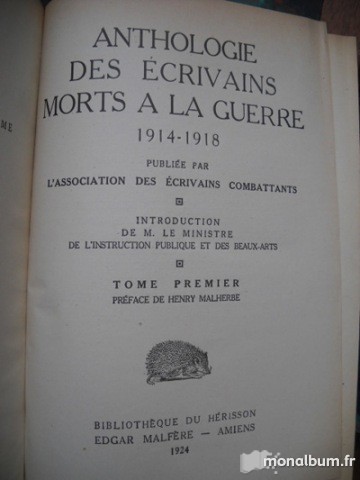 ANTHOLOGIE
DES ÉCRIVAINS
MORTS A LA GUERRE
1914-1918
PUBLIÉE PAR
L'ASSOCIATION DES ÉCRIVAINS COMBATTANTS
INTRODUCTION
DE M. LE MINISTRE
DE L'INSTRUCTION PUBLIQUE ET DES BEAUX-ARTS
TOME PREMIER
PRÉFACE DE HENRY MALHERBE
BIBLIOTHÈQUE DU HÉRISSON
EDGAR MALFÈRE — AMIENS
1924
ME
monalbum.fr